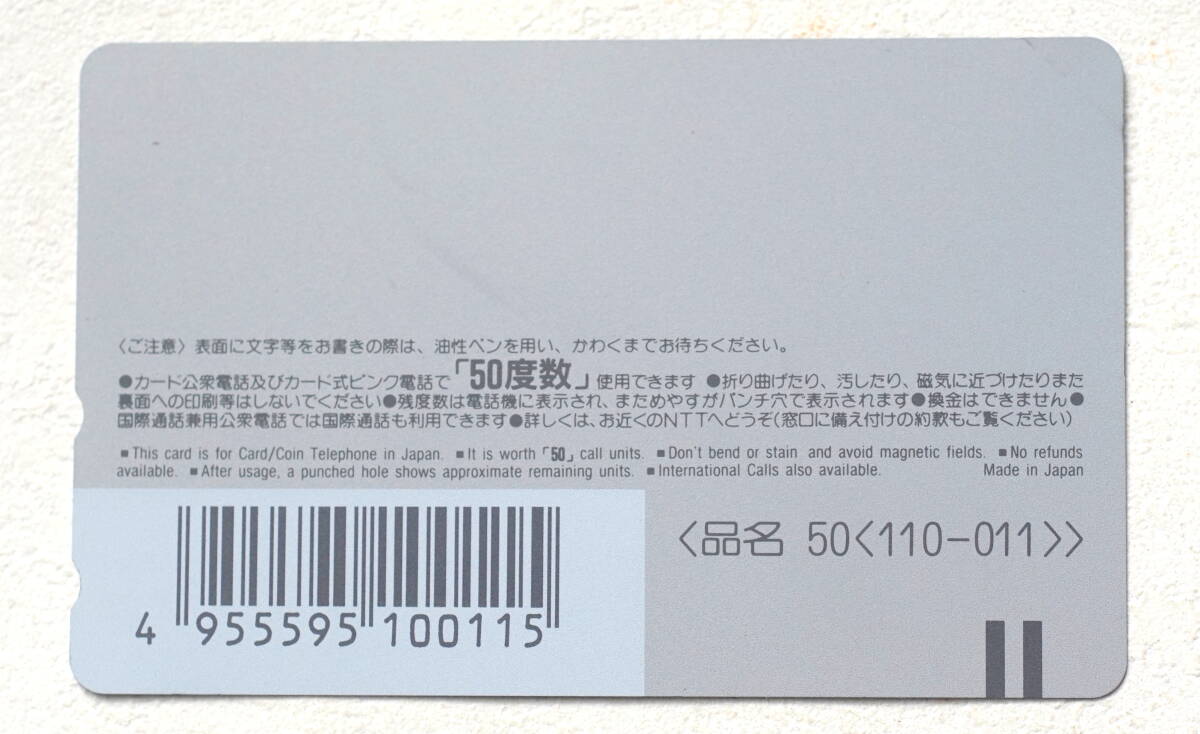 〈ご注意〉表面に文字等をお書きの際は、油性ペンを用い、かわくまでお待ちください。
●カード公衆電話及びカード式ピンク電話で「50度数」使用できます ●折り曲げたり、汚したり、磁気に近づけたりまた
裏面への印刷等はしないでください●残度数は電話機に表示され、まためやすがパンチ穴で表示されます●換金はできません●
国際通話兼用公衆電話では国際通話も利用できます●詳しくは、お近くのNTTへどうぞ(窓口に備え付けの約款もご覧ください)
■This card is for Card/Coin Telephone in Japan. ■It is worth「50」call units. ■Don't bend or stain and avoid magnetic fields. ■No refunds
available. ■After usage, a punched hole shows approximate remaining units. ■International Calls also available. Made in Japan
〈品名 50〈110-011〉〉
4 955595 100115